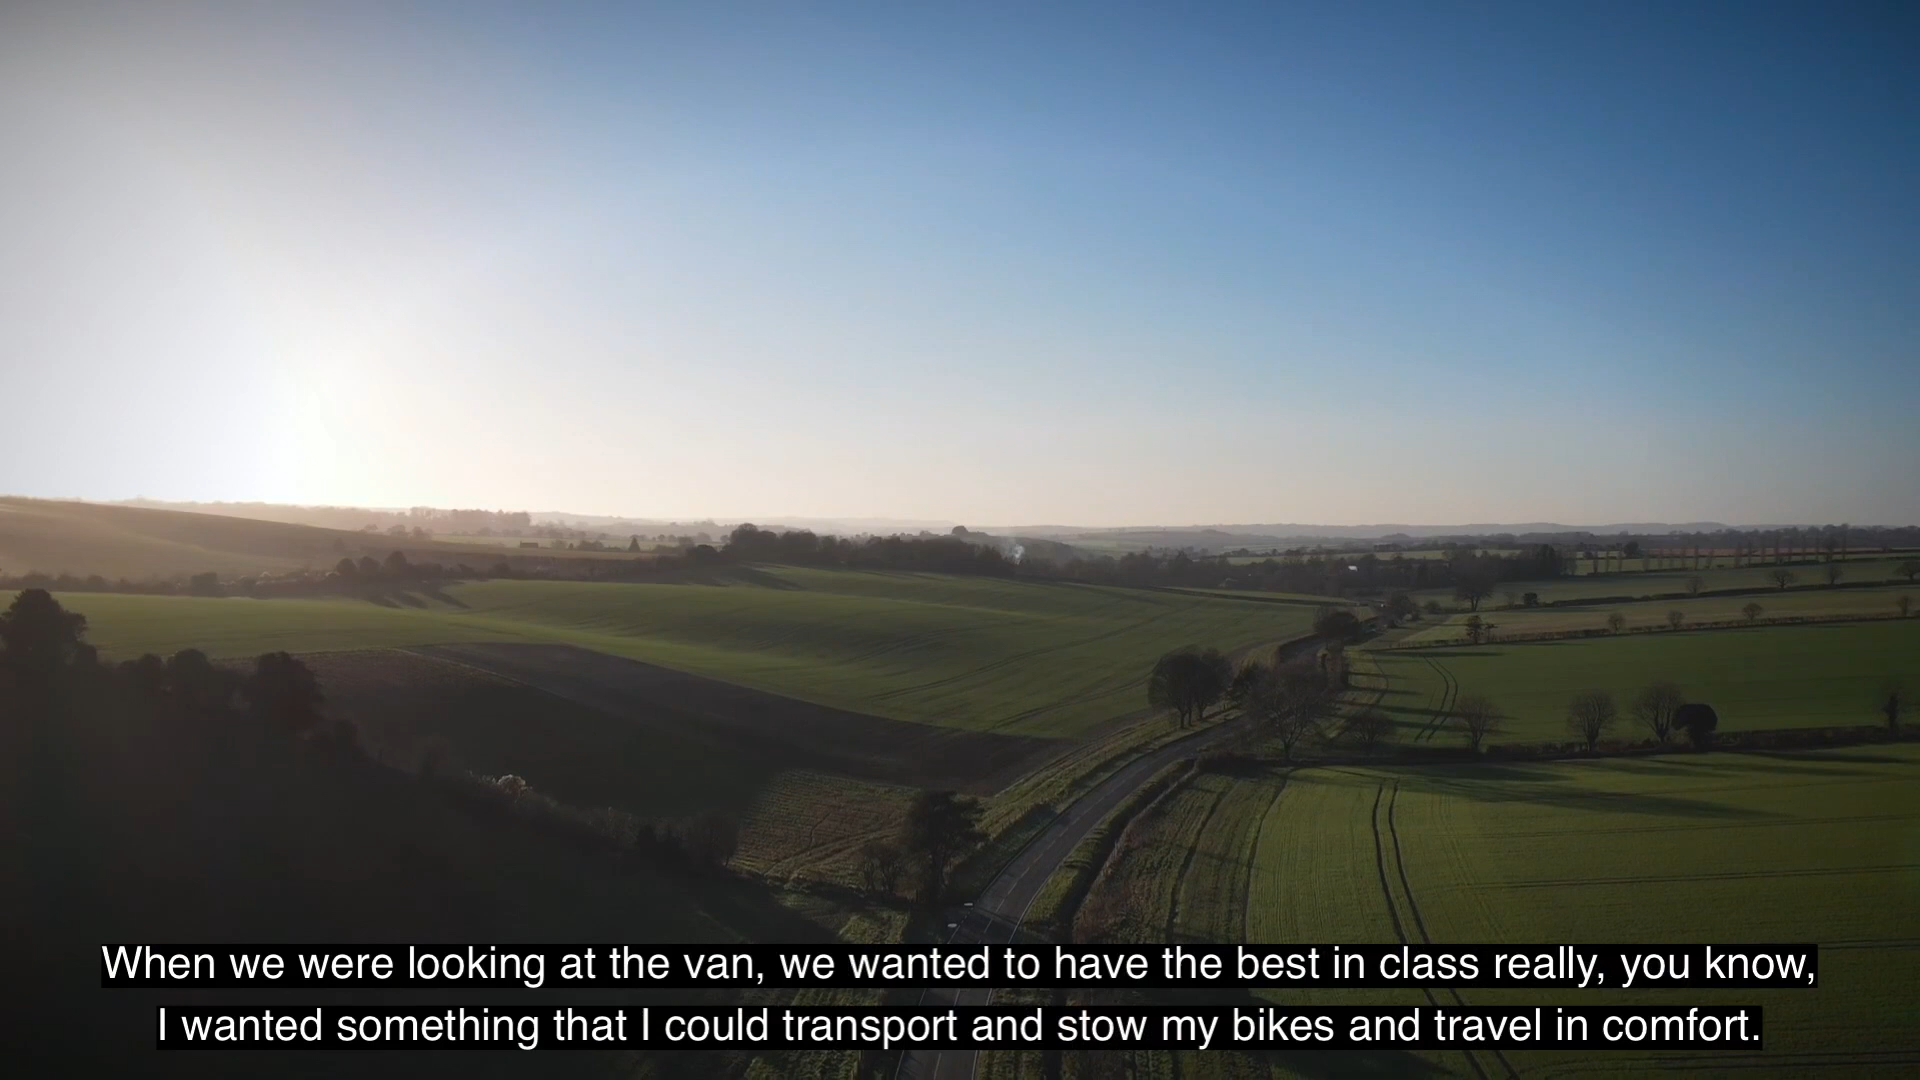 When we were looking at the van, we wanted to have the best in class really, you know,
I wanted something that I could transport and stow my bikes and travel in comfort.